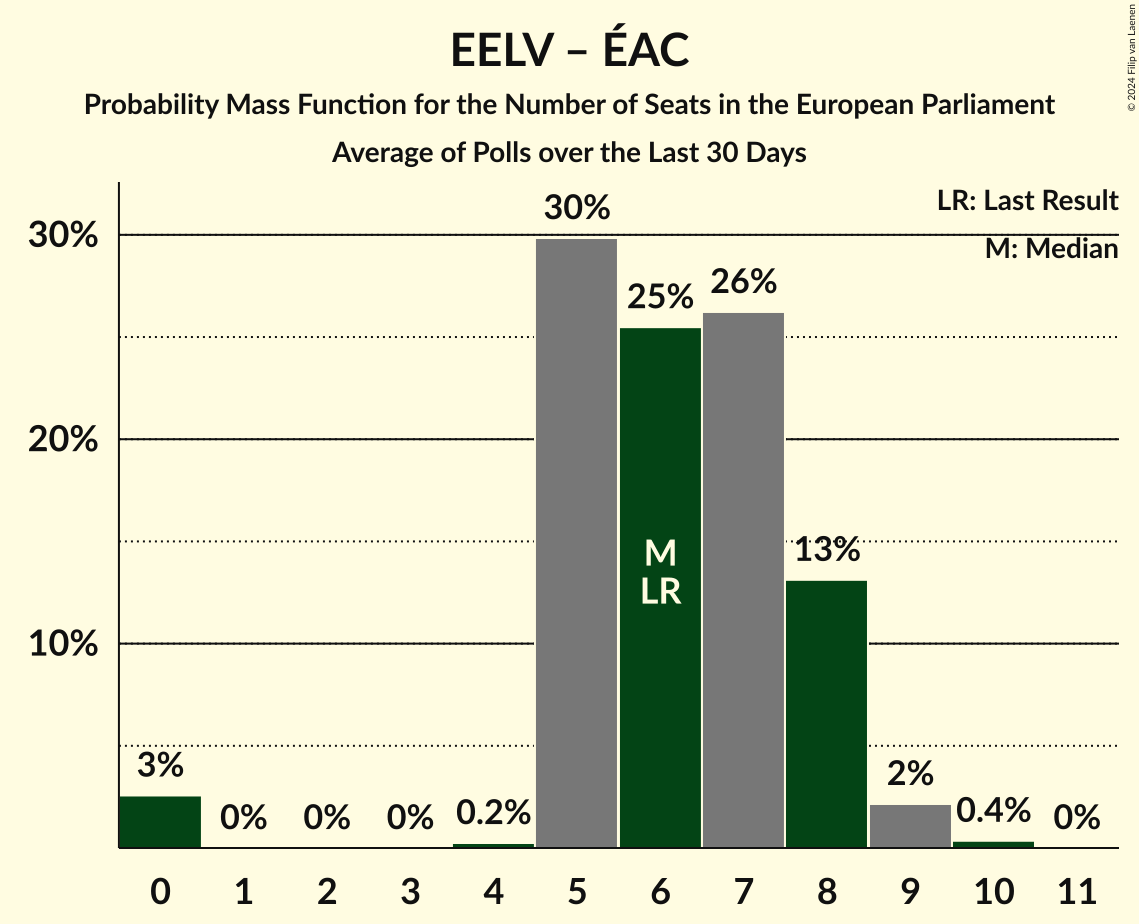 EELV – ÉAC
Probability Mass Function for the Number of Seats in the European Parliament
Average of Polls over the Last 30 Days
© 2024 Filip van Laenen
LR: Last Result
M: Median
30%
20%
10%
3%
0%
0%
0%
0.2%
30%
25%
26%
13%
2%
0.4%
0%
M
LR
0 1 2 3 4 5 6 7 8 9 10 11